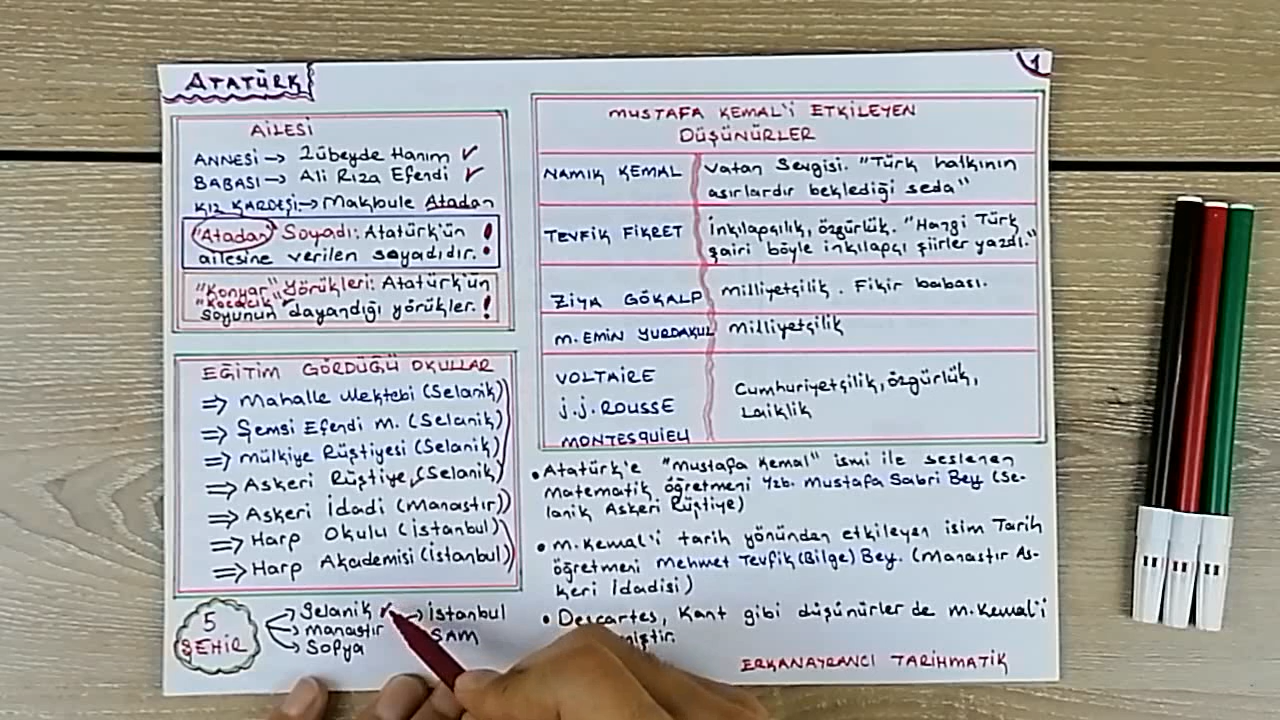 ATATÜRK
1
AİLESİ
ANNESİ → Zübeyde Hanım ✓
BABASI → Ali Rıza Efendi ✓
KIZ KARDEŞİ → Makbule Atadan
"Atadan" Soyadı: Atatürk'ün
ailesine verilen soyadıdır. !
"Konyar" Yörükleri: Atatürk'ün
"Kocacık"
soyunun dayandığı yörükler. !
EĞİTİM GÖRDÜĞÜ OKULLAR
⇒ Mahalle Mektebi (Selanik)
⇒ Şemsi Efendi M. (Selanik)
⇒ Mülkiye Rüştiyesi (Selanik)
⇒ Askeri Rüştiye (Selanik)
⇒ Askeri İdadi (Manastır)
⇒ Harp Okulu (İstanbul)
⇒ Harp Akademisi (İstanbul)
5
ŞEHİR
→ Selanik ✓ → İstanbul
→ Manastır ŞAM
→ Sofya
MUSTAFA KEMAL'İ ETKİLEYEN
DÜŞÜNÜRLER
NAMIK KEMAL
Vatan Sevgisi. "Türk halkının
asırlardır beklediği seda"
TEVFİK FİKRET
İnkılapçılık, özgürlük. "Hangi Türk
şairi böyle inkılapçı şiirler yazdı."
ZİYA GÖKALP
Milliyetçilik. Fikir babası.
M. EMİN YURDAKUL
Milliyetçilik
VOLTAIRE
J.J. ROUSSE
MONTESQUIEU
Cumhuriyetçilik, özgürlük,
Laiklik
• Atatürk'e "Mustafa Kemal" ismi ile seslenen
Matematik öğretmeni Yzb. Mustafa Sabri Bey (Se-
lanik Askeri Rüştiye)
• M. Kemal'i tarih yönünden etkileyen isim Tarih
öğretmeni Mehmet Tevfik (Bilge) Bey. (Manastır As-
keri İdadisi)
• Descartes, Kant gibi düşünürler de M. Kemal'i
ERKANAYRANCI TARİHMATİK